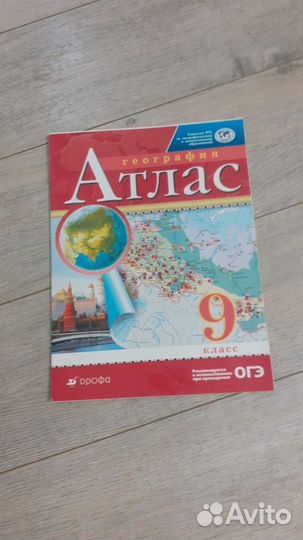 география
Атлас
9
класс
дрофа
Рекомендуется
к использованию
при проведении
ОГЭ
Avito